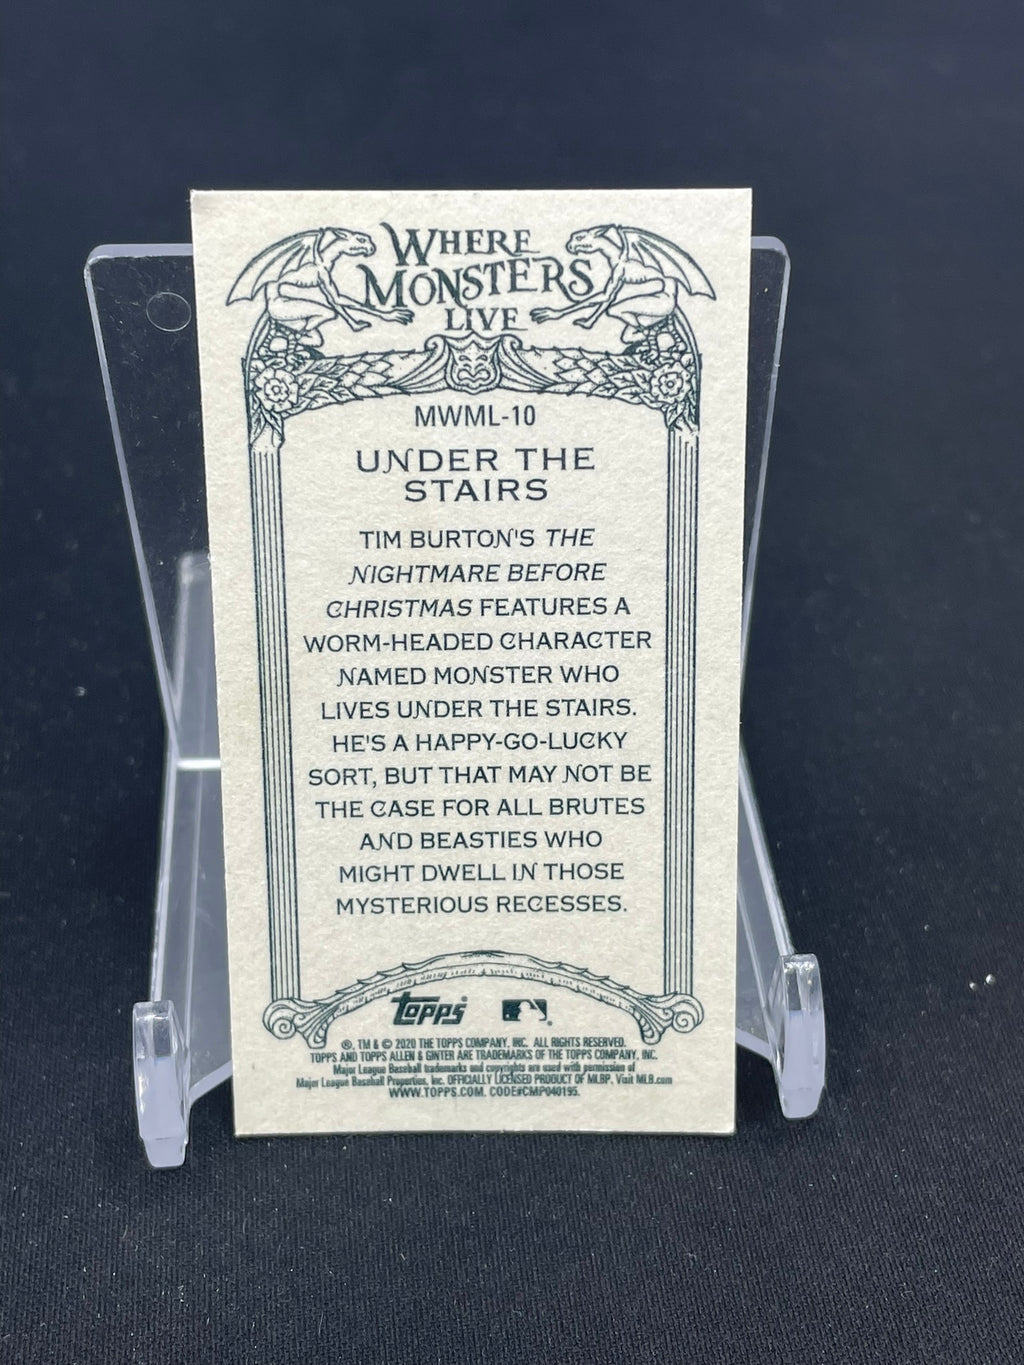 WHERE
MONSTERS
LIVE
MWML-10
UNDER THE
STAIRS
TIM BURTON'S THE
NIGHTMARE BEFORE
CHRISTMAS FEATURES A
WORM-HEADED CHARACTER
NAMED MONSTER WHO
LIVES UNDER THE STAIRS.
HE'S A HAPPY-GO-LUCKY
SORT, BUT THAT MAY NOT BE
THE CASE FOR ALL BRUTES
AND BEASTIES WHO
MIGHT DWELL IN THOSE
MYSTERIOUS RECESSES.
topps
®, TM & © 2020 THE TOPPS COMPANY, INC. ALL RIGHTS RESERVED.
TOPPS AND TOPPS ALLEN & GINTER ARE TRADEMARKS OF THE TOPPS COMPANY, INC.
Major League Baseball trademarks and copyrights are used with permission of
Major League Baseball Properties, Inc. OFFICIALLY LICENSED PRODUCT OF MLBP. Visit MLB.com
WWW.TOPPS.COM. CODE#CMP040195.